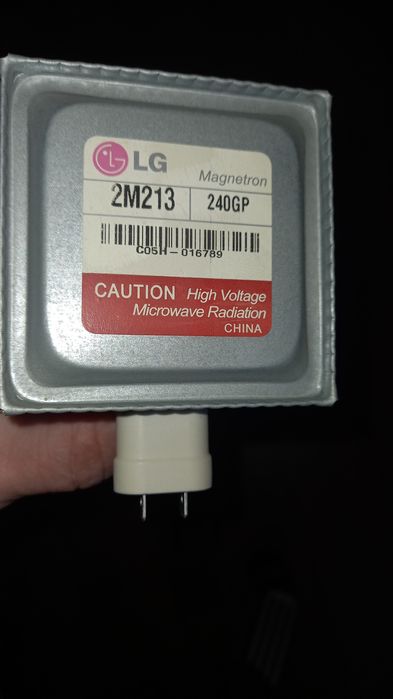 LG
Magnetron
2M213 240GP
C05H-016789
CAUTION High Voltage
Microwave Radiation
CHINA